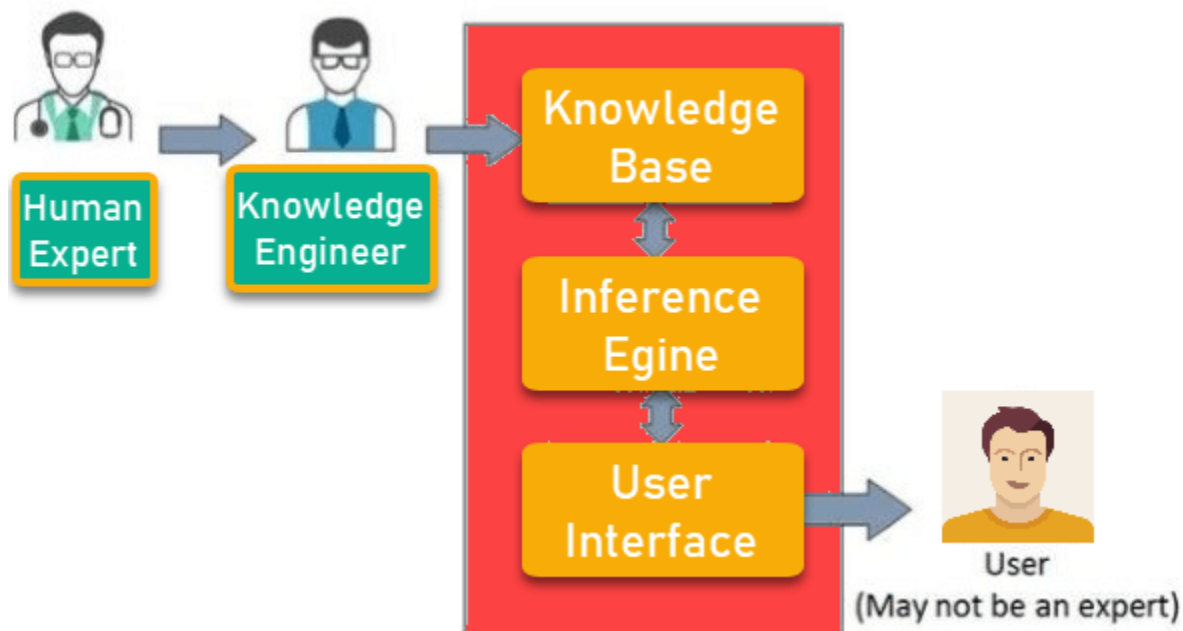 Human
Expert
Knowledge
Engineer
Knowledge
Base
Inference
Egine
User
Interface
User
(May not be an expert)